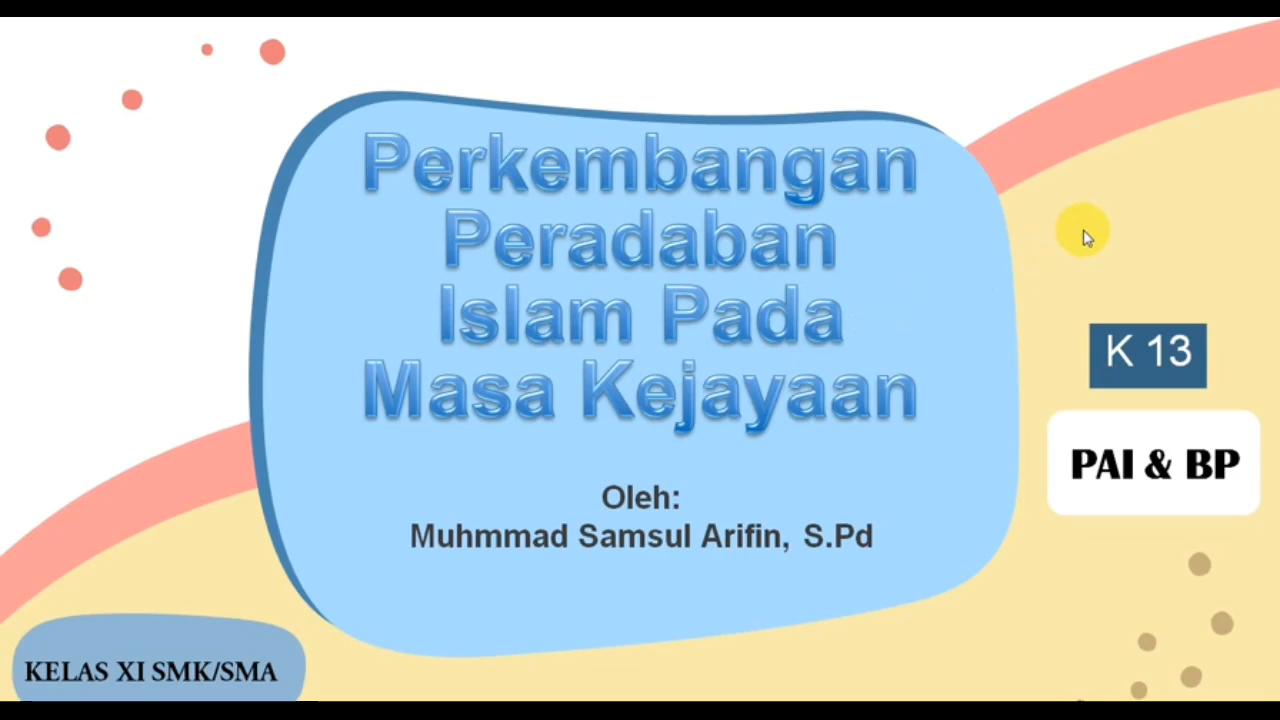 Perkembangan
Peradaban
Islam Pada
Masa Kejayaan
Oleh:
Muhmmad Samsul Arifin, S.Pd
K 13
PAI & BP
KELAS XI SMK/SMA